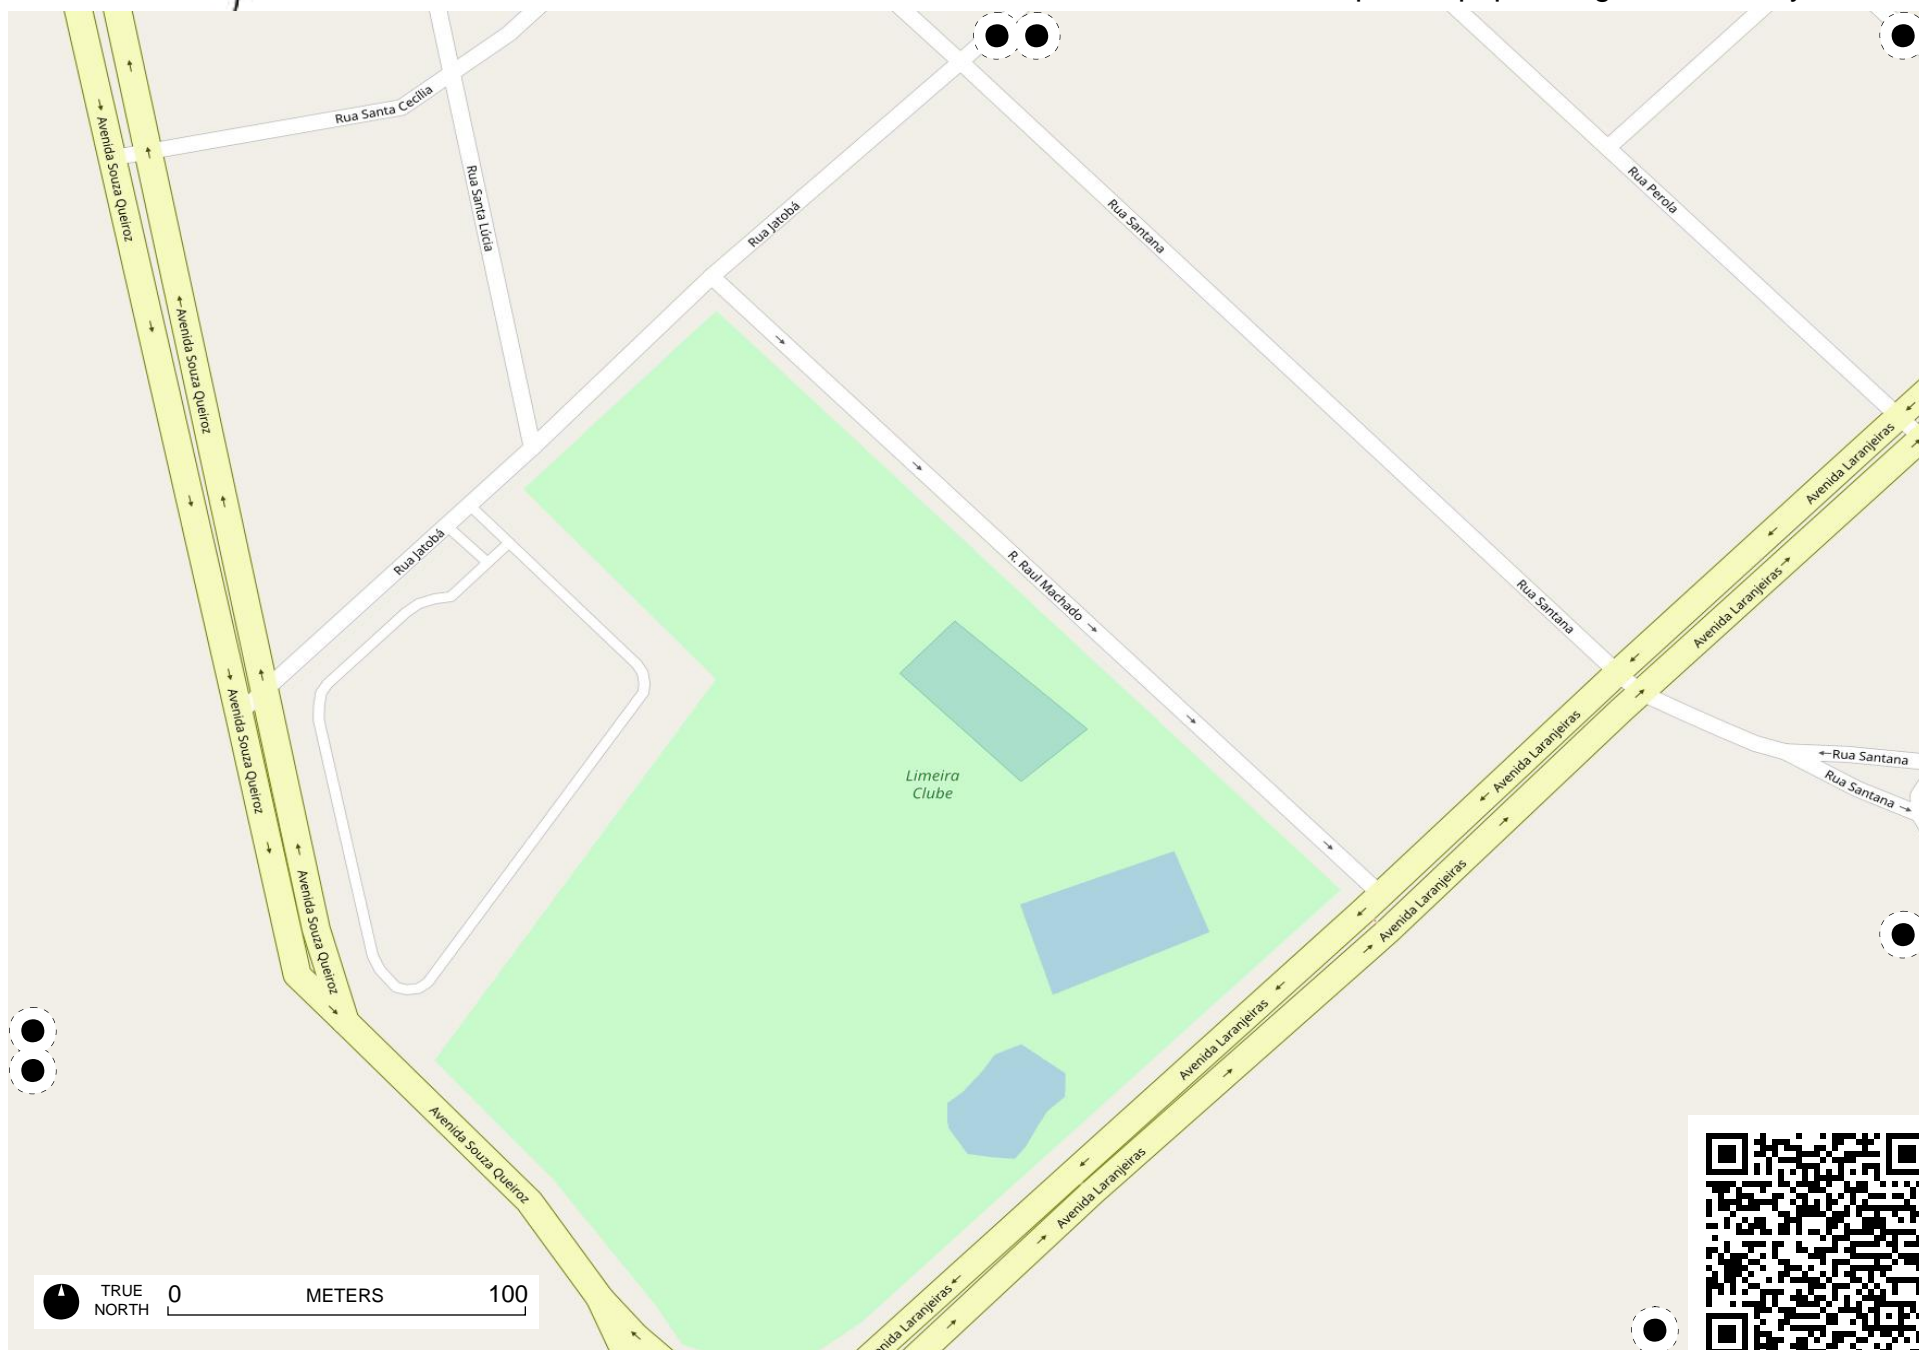 Rua Santa Cecília
Avenida Souza Queiroz
Rua Santa Lúcia
Rua Jatobá
Rua Santana
Rua Perola
Avenida Souza Queiroz
Avenida Laranjeiras
Rua Jatobá
R. Raul Machado
Rua Santana
Avenida Laranjeiras
Avenida Souza Queiroz
Avenida Laranjeiras
Rua Santana
Rua Santana
Limeira
Clube
Avenida Souza Queiroz
Avenida Laranjeiras
Avenida Laranjeiras
Avenida Souza Queiroz
Avenida Laranjeiras
TRUE
NORTH
0
METERS
100
Laranjeiras